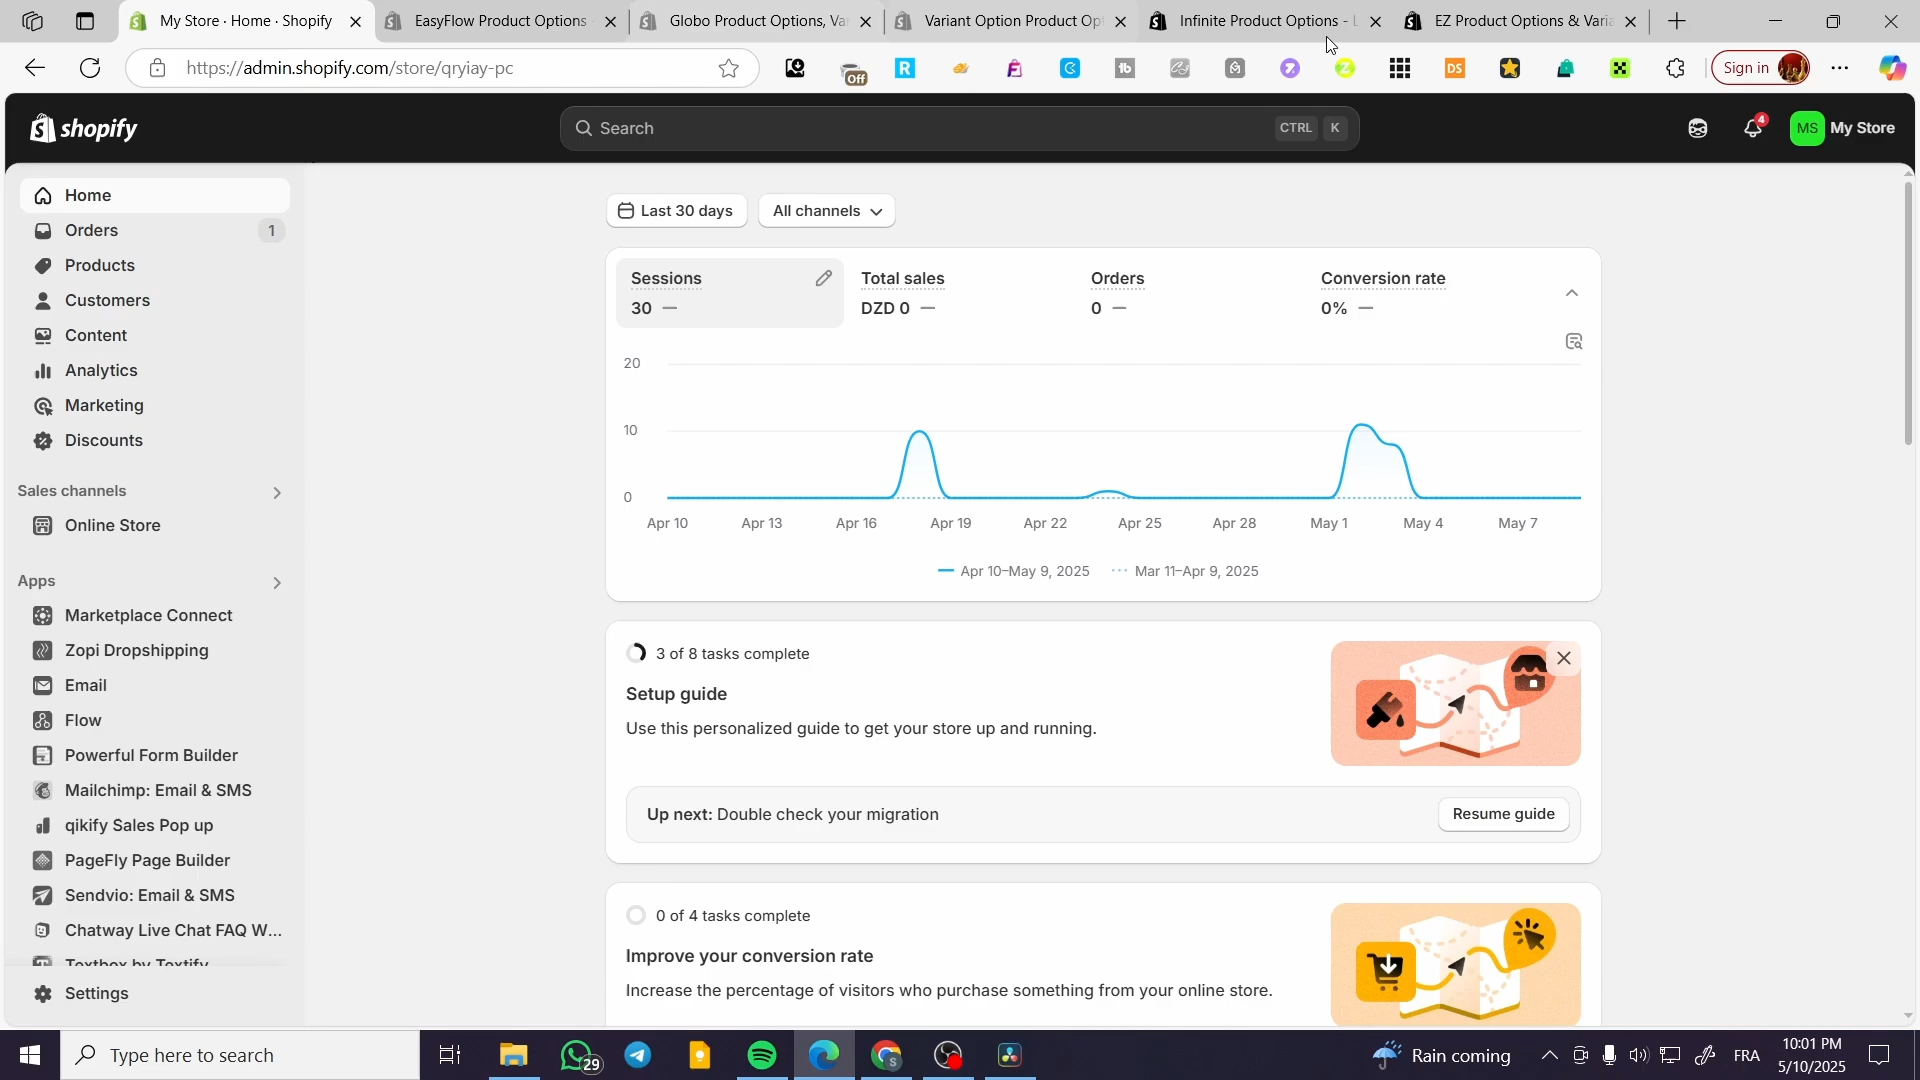 My Store · Home · Shopify
EasyFlow Product Options
Globo Product Options, Va
Variant Option Product Op
Infinite Product Options - L
EZ Product Options & Varia
https://admin.shopify.com/store/qryiay-pc
Off
R
1b
DS
Sign in
shopify
Search
CTRL K
4
MS
My Store
Home
Orders
1
Products
Customers
Content
Analytics
Marketing
Discounts
Sales channels
Online Store
Apps
Marketplace Connect
Zopi Dropshipping
Email
Flow
Powerful Form Builder
Mailchimp: Email & SMS
qikify Sales Pop up
PageFly Page Builder
Sendvio: Email & SMS
Chatway Live Chat FAQ W...
Textbox by Textify
Settings
Last 30 days
All channels
Sessions
30 —
Total sales
DZD 0 —
Orders
0 —
Conversion rate
0% —
20
10
0
Apr 10
Apr 13
Apr 16
Apr 19
Apr 22
Apr 25
Apr 28
May 1
May 4
May 7
Apr 10–May 9, 2025
Mar 11–Apr 9, 2025
3 of 8 tasks complete
Setup guide
Use this personalized guide to get your store up and running.
Up next: Double check your migration
Resume guide
0 of 4 tasks complete
Improve your conversion rate
Increase the percentage of visitors who purchase something from your online store.
Type here to search
29
Rain coming
FRA
10:01 PM
5/10/2025